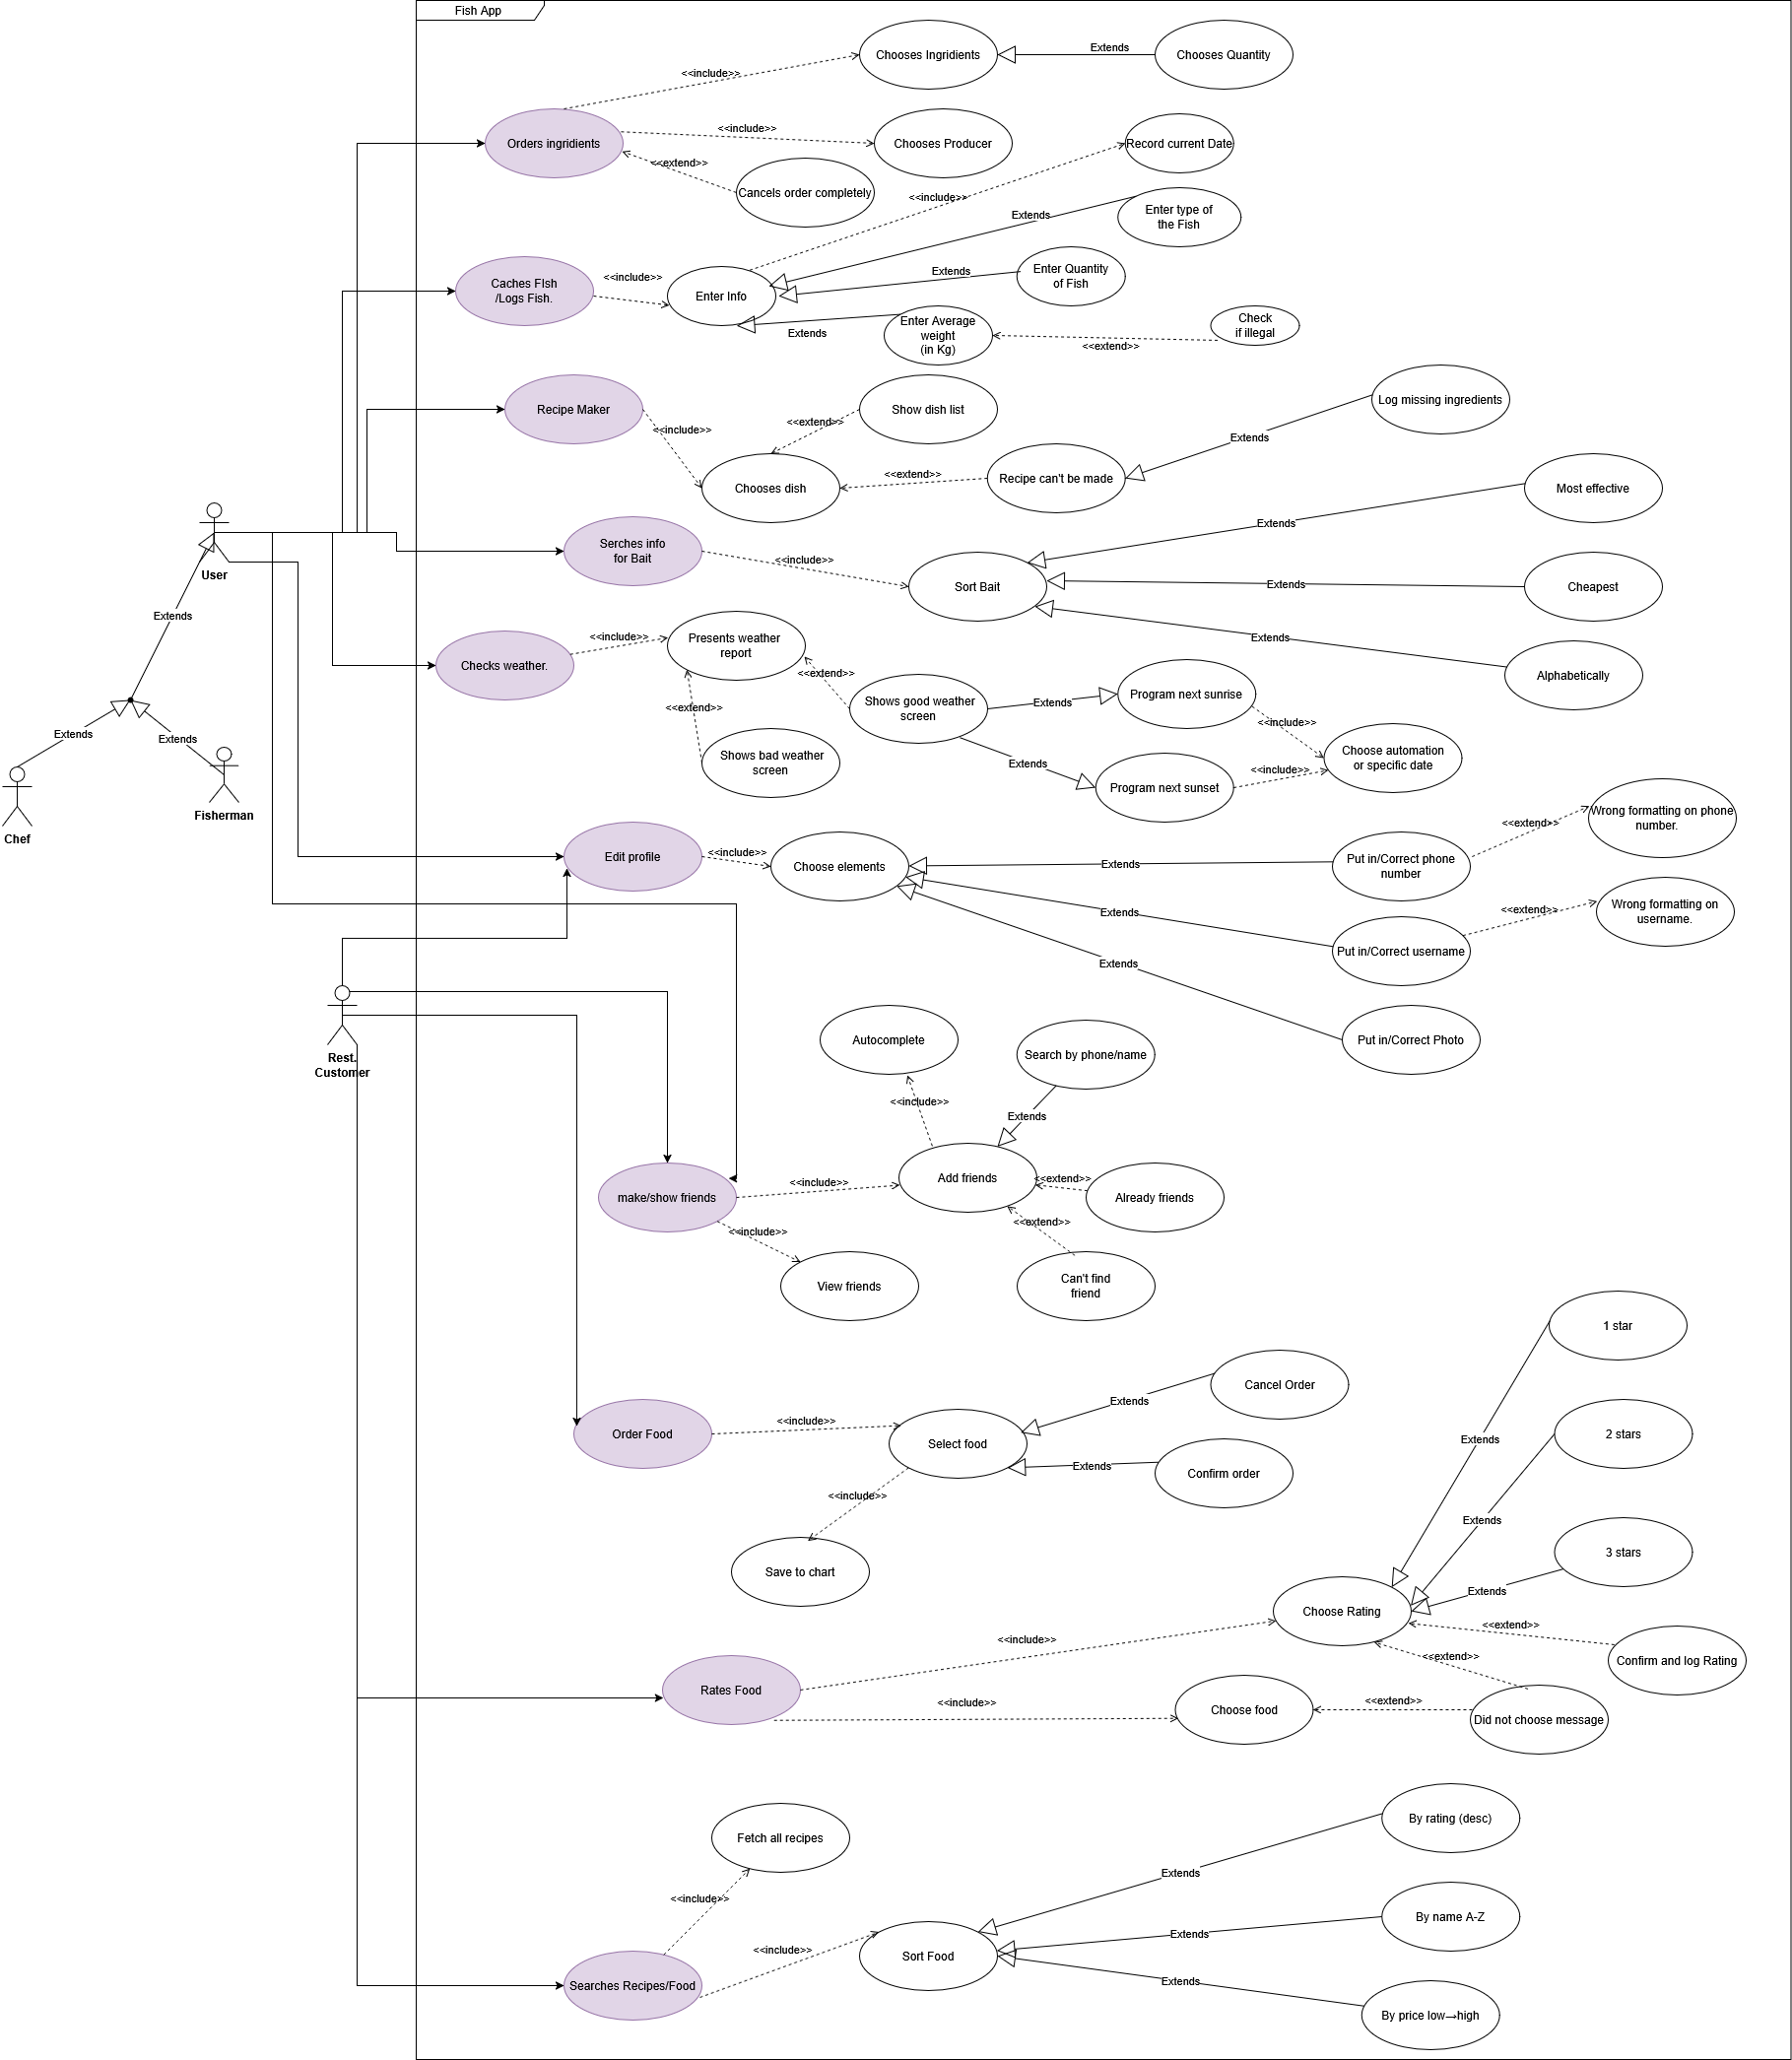 Fish App
Chooses Ingridients
Extends
Chooses Quantity
<<include>>
Orders ingridients
<<include>>
Chooses Producer
Record current Date
<<extend>>
Cancels order completely
<<include>>
Extends
Enter type of
the Fish
Caches FIsh
/Logs Fish.
<<include>>
Enter Info
Extends
Enter Quantity
of Fish
Extends
Enter Average
weight
(in Kg)
<<extend>>
Check
if illegal
Recipe Maker
<<include>>
Show dish list
<<extend>>
Chooses dish
<<extend>>
Recipe can't be made
Extends
Log missing ingredients
User
Serches info
for Bait
<<include>>
Sort Bait
Extends
Most effective
Extends
Cheapest
Extends
Alphabetically
Extends
Checks weather.
<<include>>
Presents weather
report
<<extend>>
<<extend>>
Shows good weather
screen
Shows bad weather
screen
Extends
Program next sunrise
Extends
Program next sunset
<<include>>
<<include>>
Choose automation
or specific date
Extends
Extends
Chef
Fisherman
Edit profile
<<include>>
Choose elements
Extends
Put in/Correct phone
number
<<extend>>
Wrong formatting on phone
number.
Extends
Put in/Correct username
<<extend>>
Wrong formatting on
username.
Extends
Put in/Correct Photo
Rest.
Customer
Autocomplete
Search by phone/name
<<include>>
Extends
make/show friends
<<include>>
Add friends
<<extend>>
Already friends
<<include>>
View friends
<<extend>>
Can't find
friend
Order Food
<<include>>
Select food
Extends
Cancel Order
Extends
Confirm order
<<include>>
Save to chart
1 star
Extends
2 stars
Extends
3 stars
Extends
Choose Rating
<<include>>
<<extend>>
Confirm and log Rating
<<extend>>
Rates Food
<<include>>
Choose food
<<extend>>
Did not choose message
Fetch all recipes
<<include>>
Searches Recipes/Food
<<include>>
Sort Food
Extends
By rating (desc)
Extends
By name A-Z
Extends
By price low→high